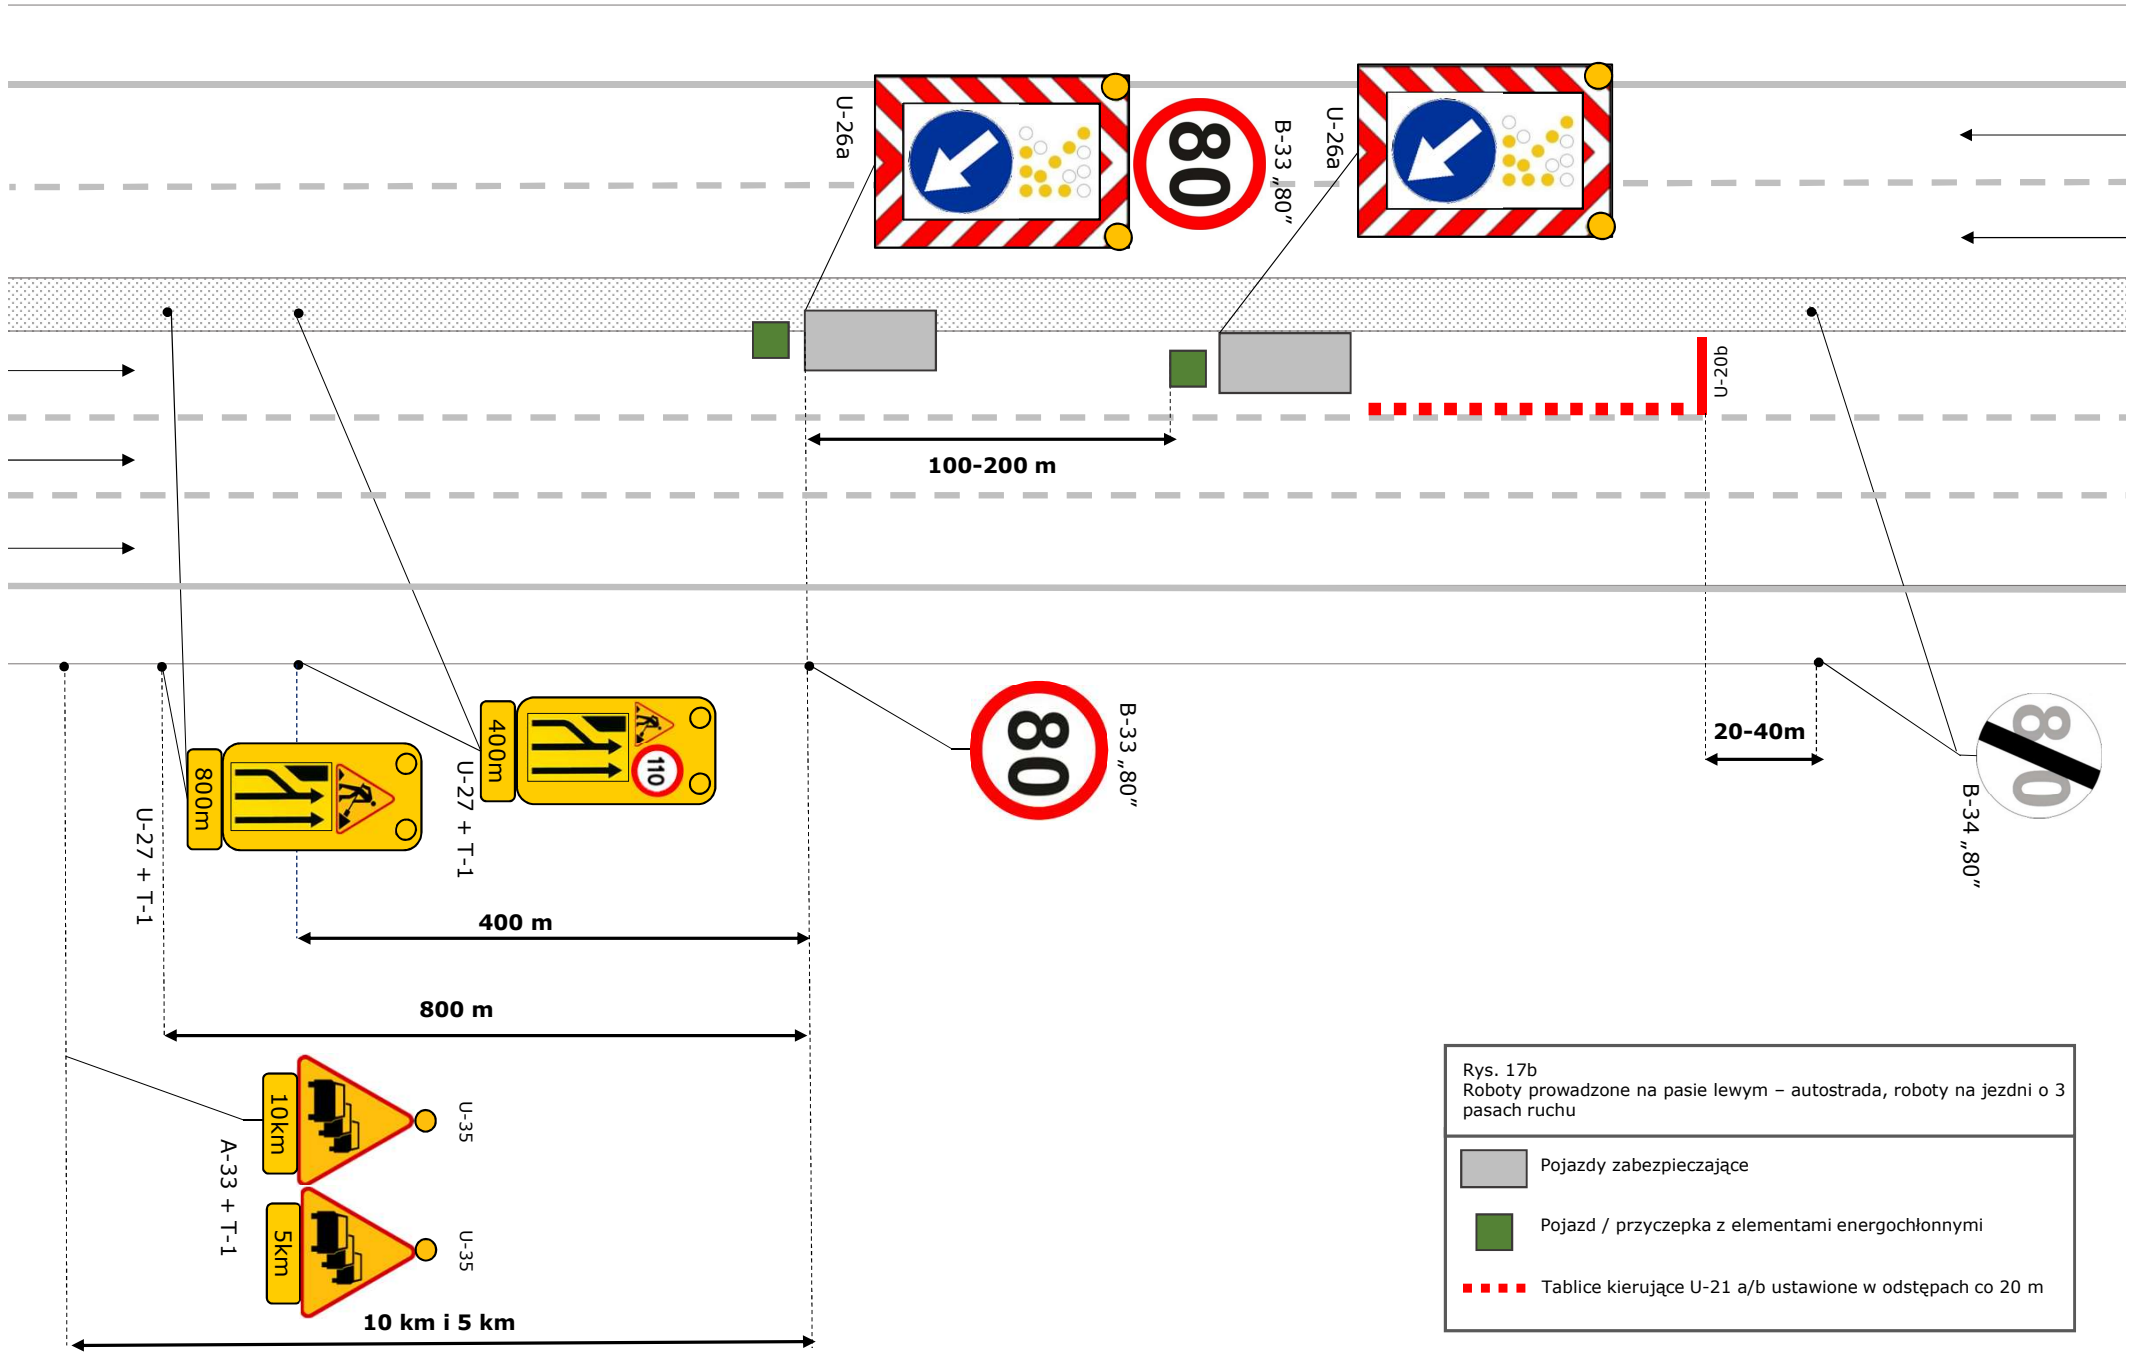 U-26a
80
B-33 „80”
U-26a
U-20b
100-200 m
800m
U-27 + T-1
400m
110
U-27 + T-1
80
B-33 „80”
20-40m
80
B-34 „80”
400 m
800 m
10km
U-35
A-33 + T-1
5km
U-35
10 km i 5 km
Rys. 17b
Roboty prowadzone na pasie lewym – autostrada, roboty na jezdni o 3
pasach ruchu
Pojazdy zabezpieczające
Pojazd / przyczepka z elementami energochłonnymi
Tablice kierujące U-21 a/b ustawione w odstępach co 20 m